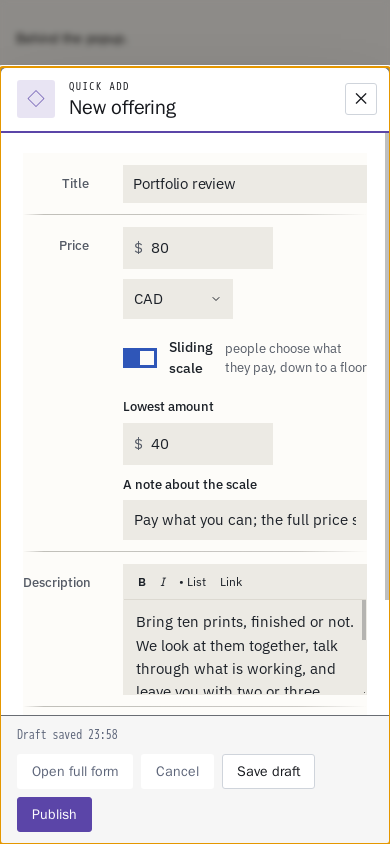 Behind the popup.
QUICK ADD
New offering
Title
Portfolio review
Price
$ 80
CAD
Sliding scale
people choose what they pay, down to a floor
Lowest amount
$ 40
A note about the scale
Pay what you can; the full price s
Description
B I • List Link
Bring ten prints, finished or not.
We look at them together, talk
through what is working, and
leave you with two or three
Draft saved 23:58
Open full form
Cancel
Save draft
Publish